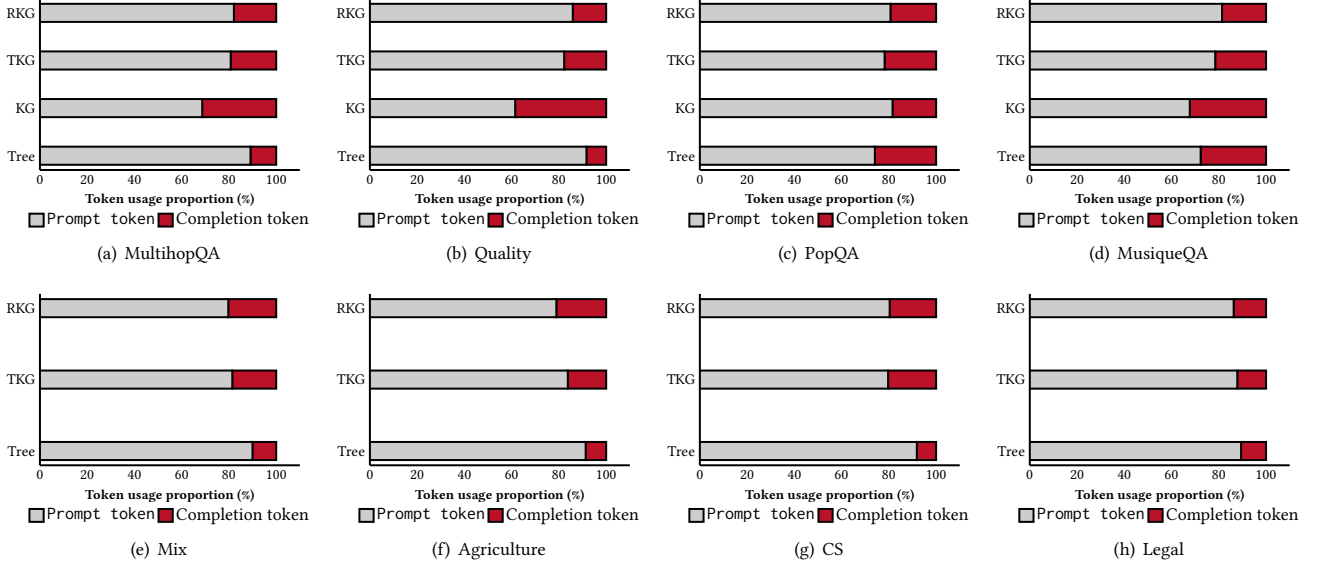 RKG
TKG
KG
Tree
0 20 40 60 80 100
Token usage proportion (%)
Prompt token Completion token
(a) MultihopQA
RKG
TKG
KG
Tree
0 20 40 60 80 100
Token usage proportion (%)
Prompt token Completion token
(b) Quality
RKG
TKG
KG
Tree
0 20 40 60 80 100
Token usage proportion (%)
Prompt token Completion token
(c) PopQA
RKG
TKG
KG
Tree
0 20 40 60 80 100
Token usage proportion (%)
Prompt token Completion token
(d) MusiqueQA
RKG
TKG
Tree
0 20 40 60 80 100
Token usage proportion (%)
Prompt token Completion token
(e) Mix
RKG
TKG
Tree
0 20 40 60 80 100
Token usage proportion (%)
Prompt token Completion token
(f) Agriculture
RKG
TKG
Tree
0 20 40 60 80 100
Token usage proportion (%)
Prompt token Completion token
(g) CS
RKG
TKG
Tree
0 20 40 60 80 100
Token usage proportion (%)
Prompt token Completion token
(h) Legal